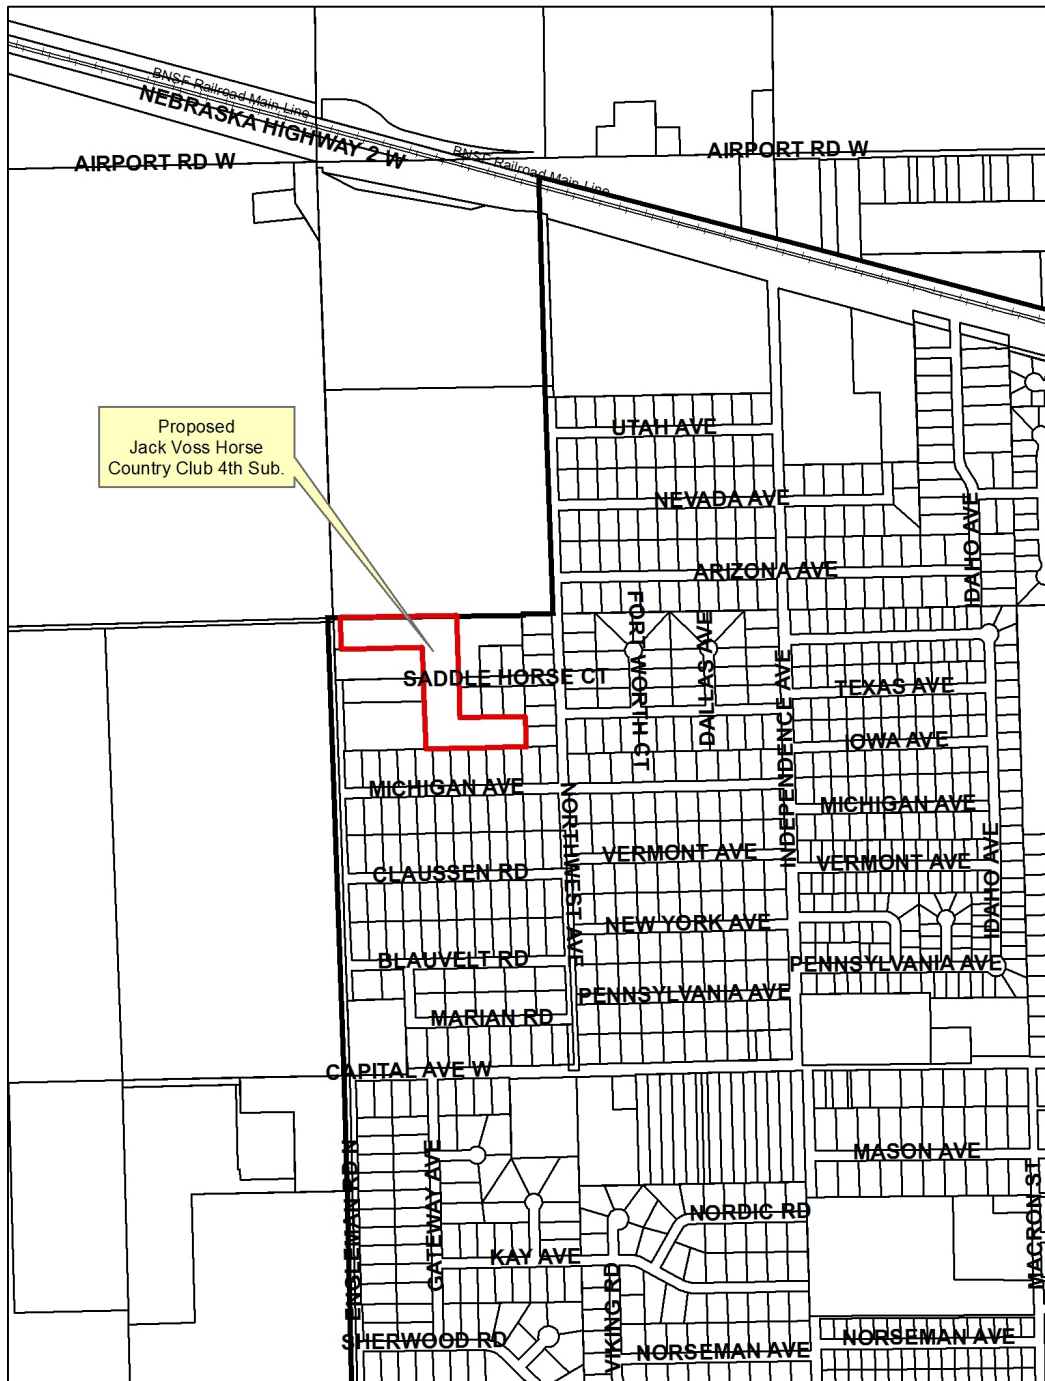 BNSF Railroad Main Line
NEBRASKA HIGHWAY 2 W
AIRPORT RD W
BNSF Railroad Main Line
AIRPORT RD W
Proposed
Jack Voss Horse
Country Club 4th Sub.
UTAH AVE
NEVADA AVE
IDAHO AVE
ARIZONA AVE
FORT WORTH CT
DALLAS AVE
INDEPENDENCE AVE
SADDLE HORSE CT
TEXAS AVE
IOWA AVE
MICHIGAN AVE
NORTHWEST AVE
MICHIGAN AVE
VERMONT AVE
VERMONT AVE
IDAHO AVE
CLAUSSEN RD
NEW YORK AVE
BLAUVELT RD
PENNSYLVANIA AVE
PENNSYLVANIA AVE
MARIAN RD
CAPITAL AVE W
ENGLEMAN RD N
GATEWAY AVE
MASON AVE
MACRON ST
NORDIC RD
KAY AVE
VIKING RD
SHERWOOD RD
NORSEMAN AVE
NORSEMAN AVE